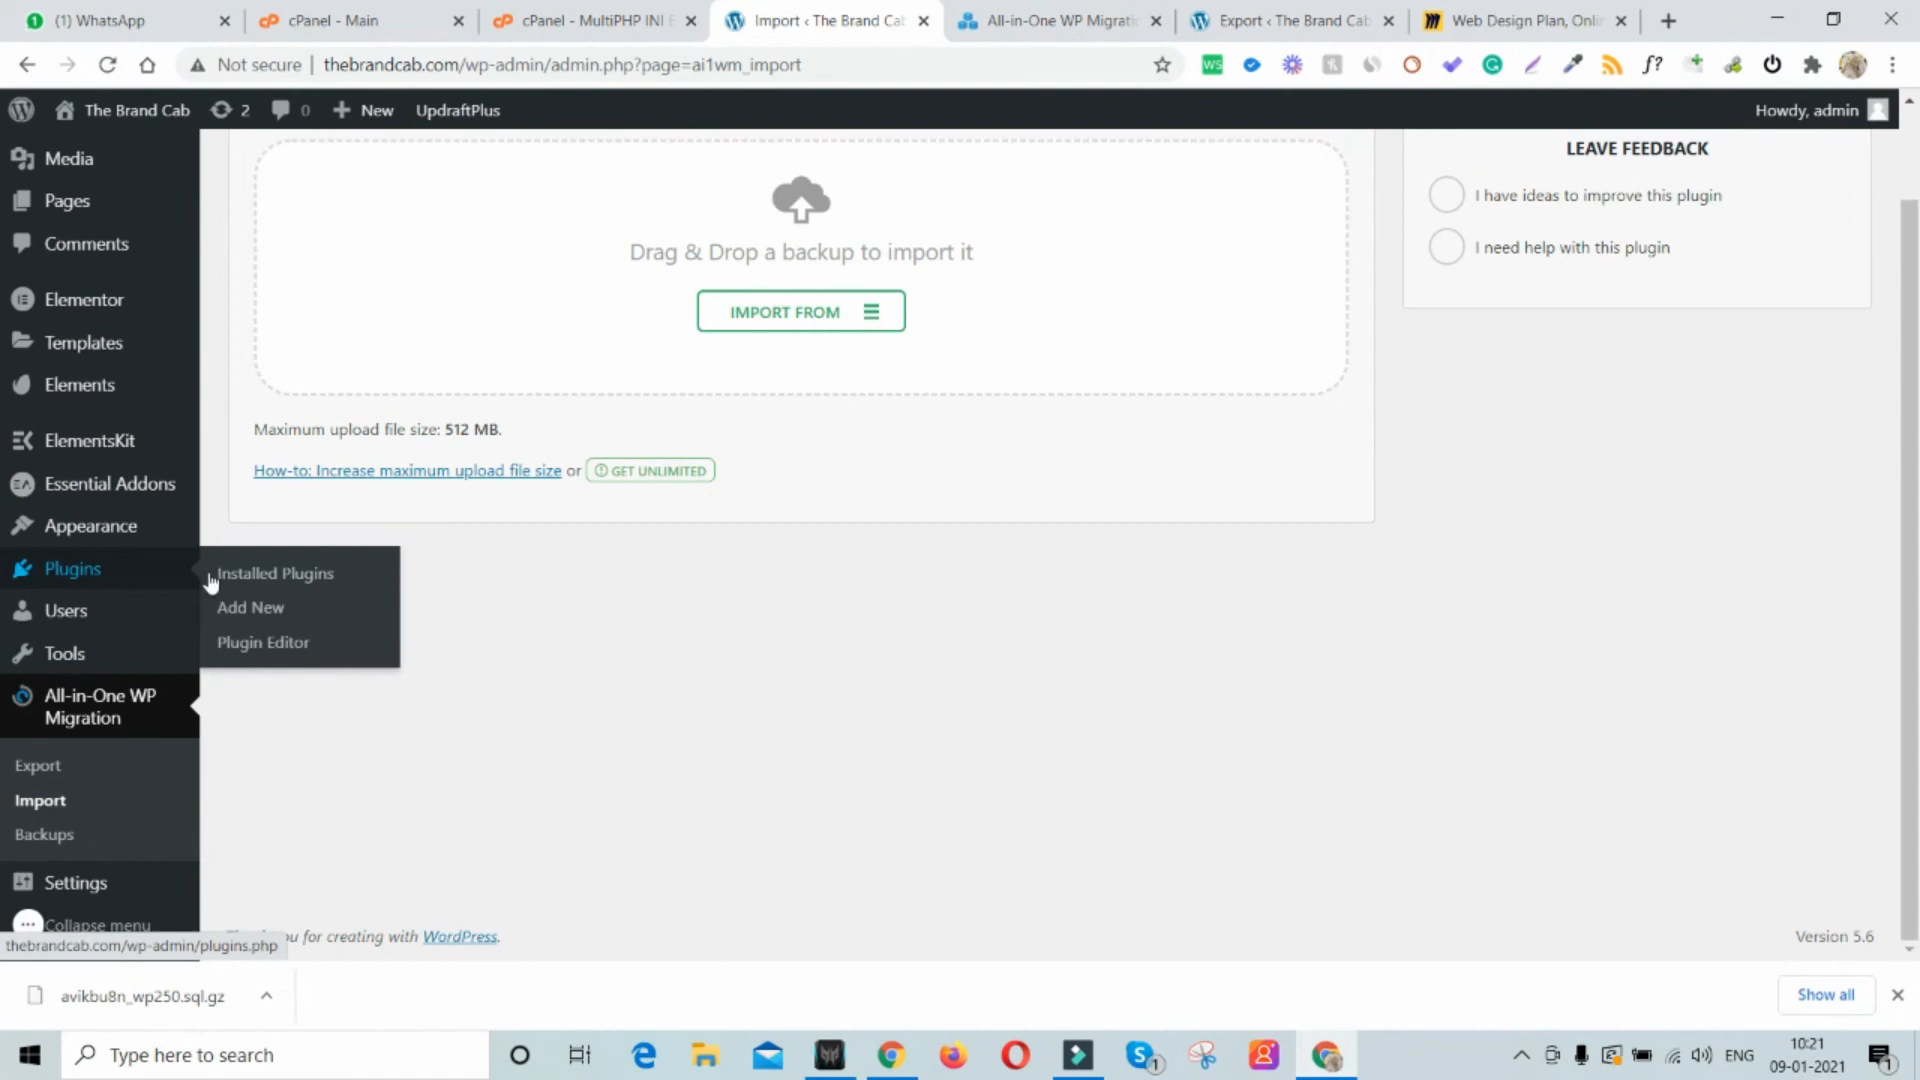 (1) WhatsApp
cPanel - Main
cPanel - MultiPHP INI E
Import ‹ The Brand Cab
All-in-One WP Migratio
Export ‹ The Brand Cab
Web Design Plan, Onli
Not secure | thebrandcab.com/wp-admin/admin.php?page=ai1wm_import
The Brand Cab 2 0 + New UpdraftPlus
Howdy, admin
Media
Pages
Comments
Elementor
Templates
Elements
ElementsKit
Essential Addons
Appearance
Plugins
Users
Tools
All-in-One WP
Migration
Export
Import
Backups
Settings
Collapse menu
Installed Plugins
Add New
Plugin Editor
Drag & Drop a backup to import it
IMPORT FROM
Maximum upload file size: 512 MB.
How-to: Increase maximum upload file size or GET UNLIMITED
LEAVE FEEDBACK
I have ideas to improve this plugin
I need help with this plugin
thebrandcab.com/wp-admin/plugins.php
u for creating with WordPress.
Version 5.6
avikbu8n_wp250.sql.gz
Show all
Type here to search
ENG
10:21
09-01-2021